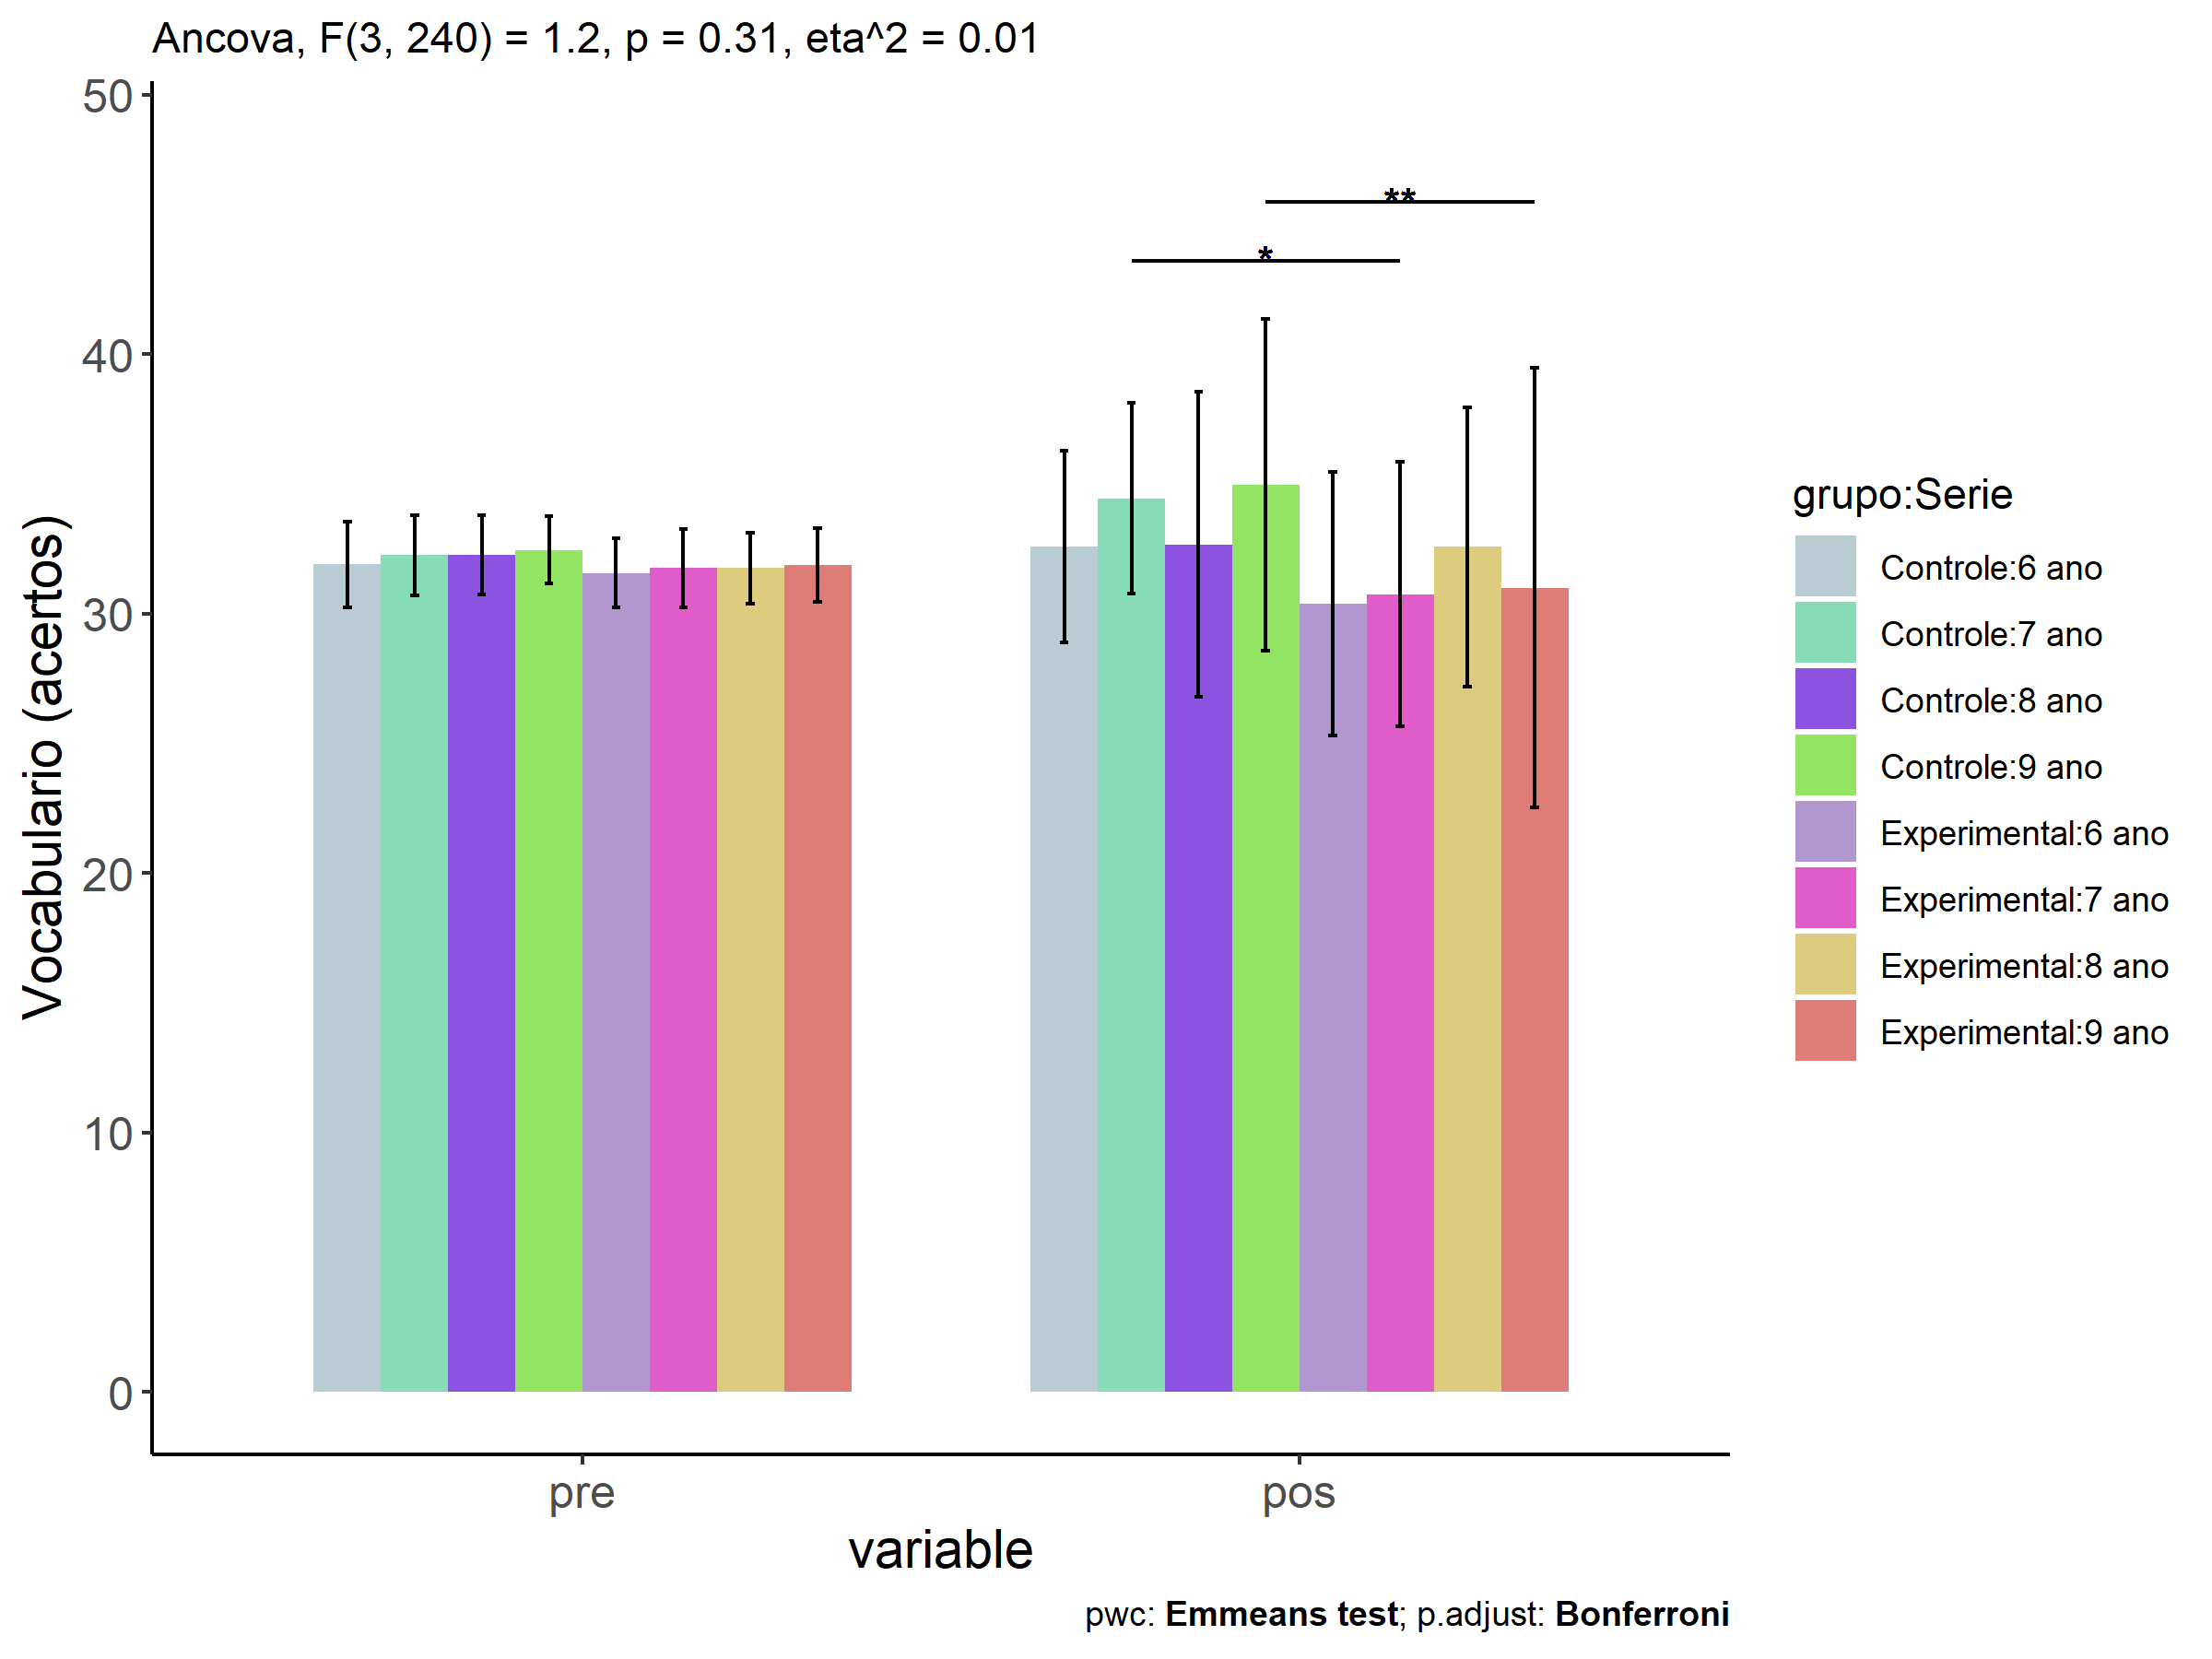 Ancova, F(3, 240) = 1.2, p = 0.31, eta^2 = 0.01
50
40
30
20
10
0
Vocabulario (acertos)
**
*
pre
pos
variable
grupo:Serie
Controle:6 ano
Controle:7 ano
Controle:8 ano
Controle:9 ano
Experimental:6 ano
Experimental:7 ano
Experimental:8 ano
Experimental:9 ano
pwc: Emmeans test; p.adjust: Bonferroni